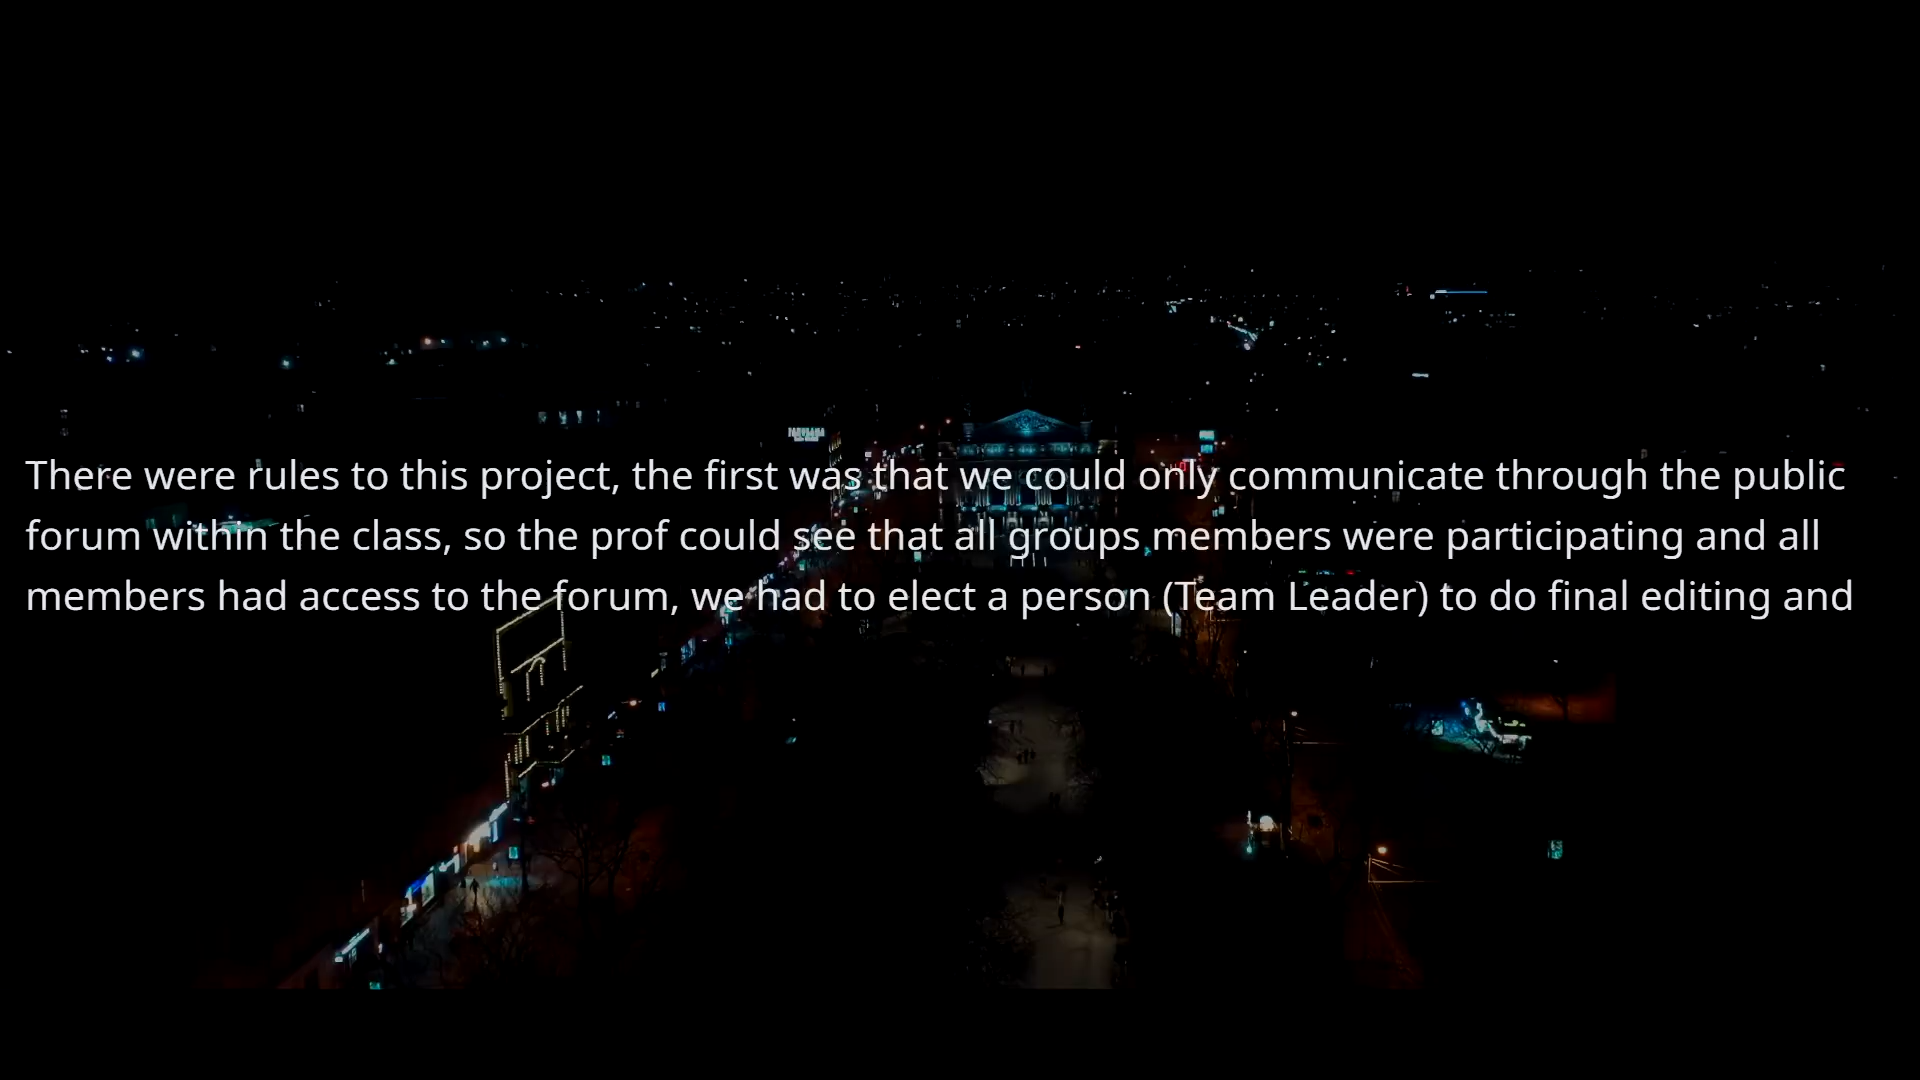 There were rules to this project, the first was that we could only communicate through the public
forum within the class, so the prof could see that all groups members were participating and all
members had access to the forum, we had to elect a person (Team Leader) to do final editing and